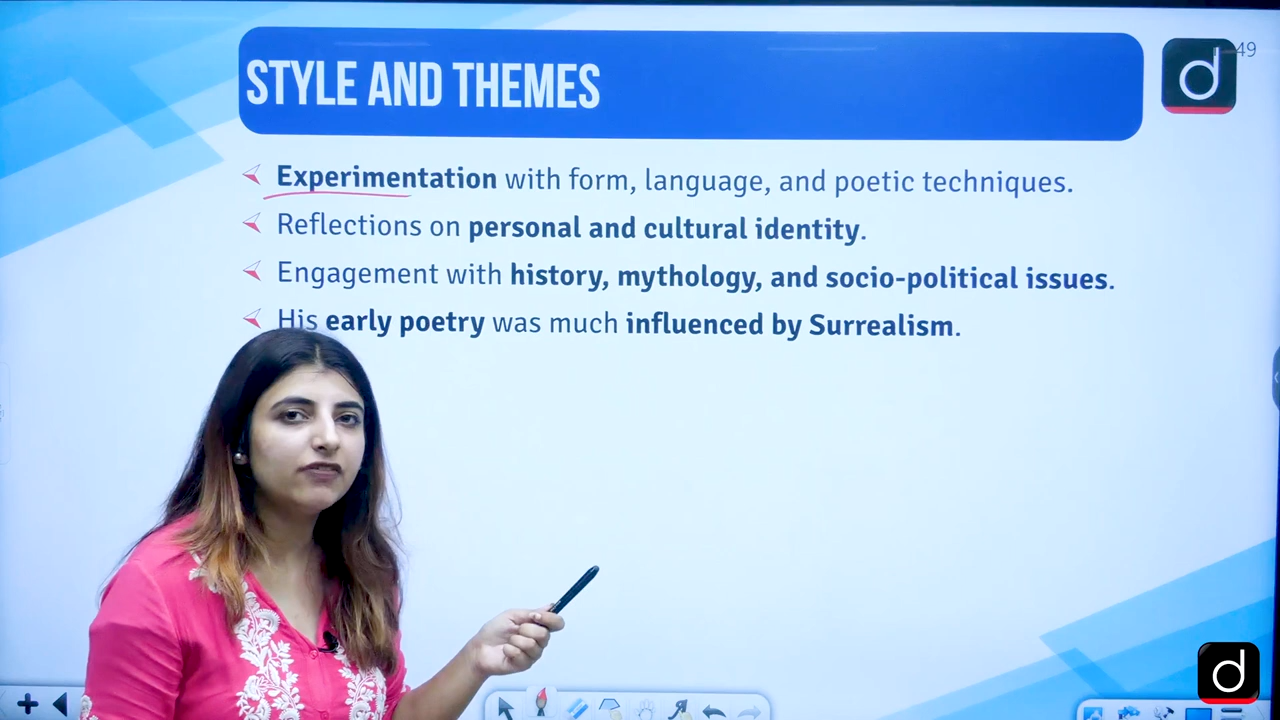 STYLE AND THEMES
d
49
Experimentation with form, language, and poetic techniques.
Reflections on personal and cultural identity.
Engagement with history, mythology, and socio-political issues.
His early poetry was much influenced by Surrealism.
d